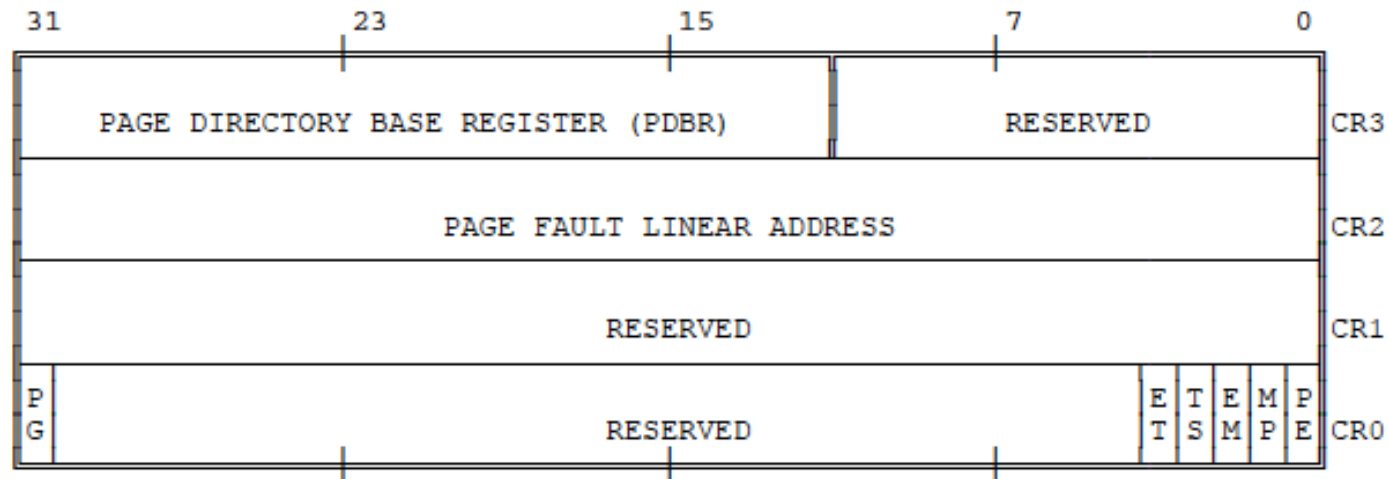 31 23 15 7 0
PAGE DIRECTORY BASE REGISTER (PDBR) RESERVED CR3
PAGE FAULT LINEAR ADDRESS CR2
RESERVED CR1
P E T E M P
G RESERVED T S M P E CR0